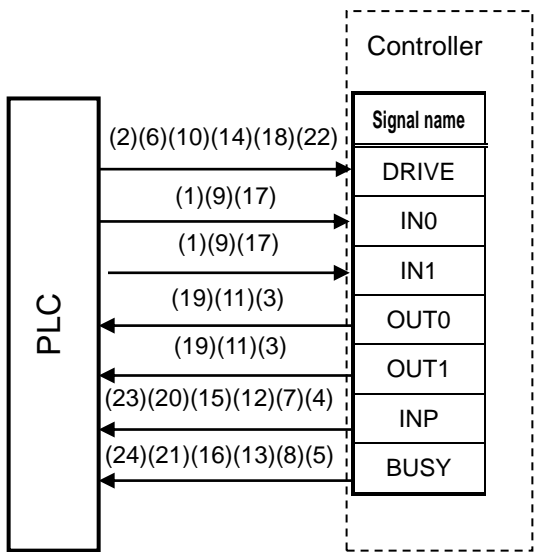 Controller
Signal name
(2)(6)(10)(14)(18)(22)
DRIVE
(1)(9)(17)
IN0
(1)(9)(17)
IN1
(19)(11)(3)
OUT0
(19)(11)(3)
OUT1
(23)(20)(15)(12)(7)(4)
INP
(24)(21)(16)(13)(8)(5)
BUSY
PLC